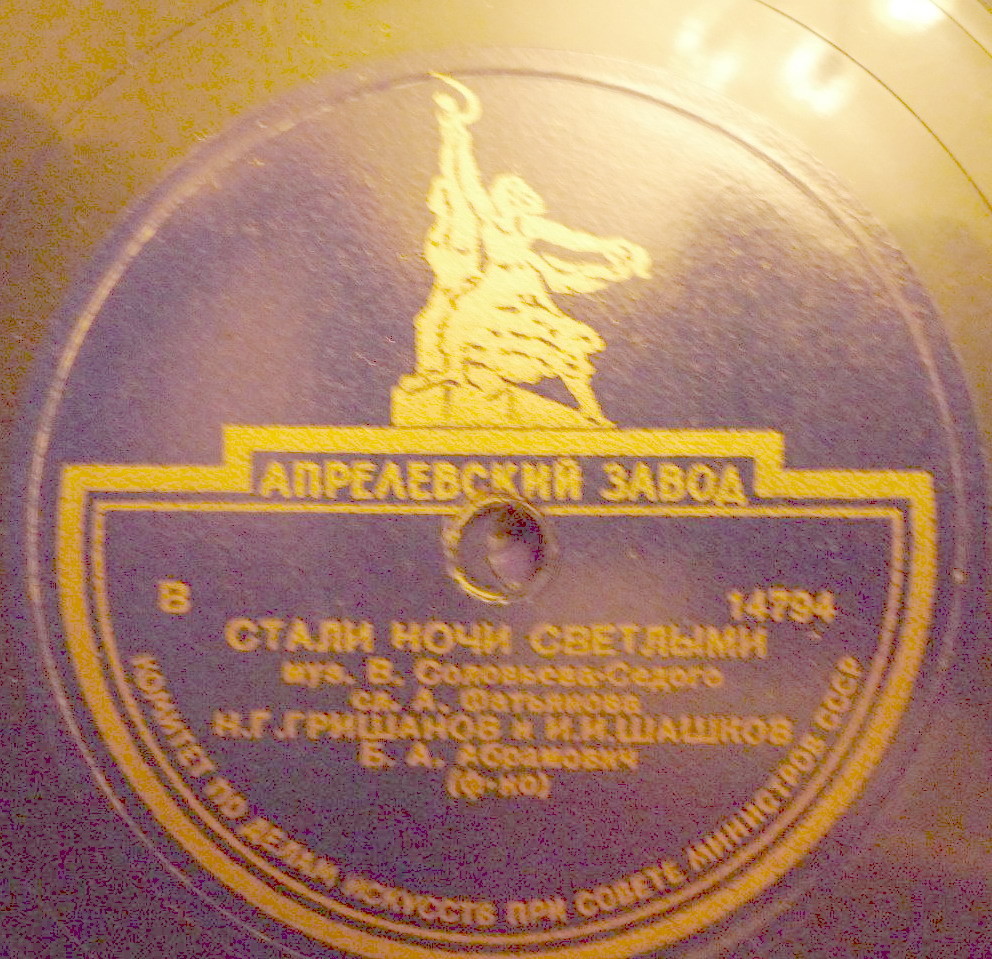 АПРЕЛЕВСКИЙ ЗАВОД
В 14794
СТАЛИ НОЧИ СВЕТЛЫМИ
муз. В. Соловьева-Седого
сл. А. Фатьянова
Н.Г.ГРИШАНОВ и И.И.ШАШКОВ
Б. А. Абрамович
(ф-но)
КОМИТЕТ ПО ДЕЛАМ ИСКУССТВ ПРИ СОВЕТЕ МИНИСТРОВ СССР